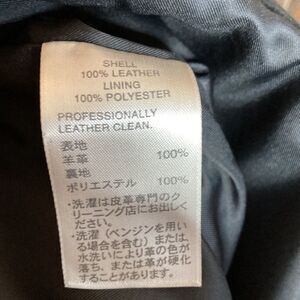 SHELL
100% LEATHER
LINING
100% POLYESTER
PROFESSIONALLY
LEATHER CLEAN.
表地
羊革 100%
裏地
ポリエステル 100%
・洗濯は皮革専門のク
リーニング店にお出しく
ださい。
・洗濯（ベンジンを用い
る場合を含む）または、
水洗いにより革の色が
落ち、または革が硬化
することがあります。